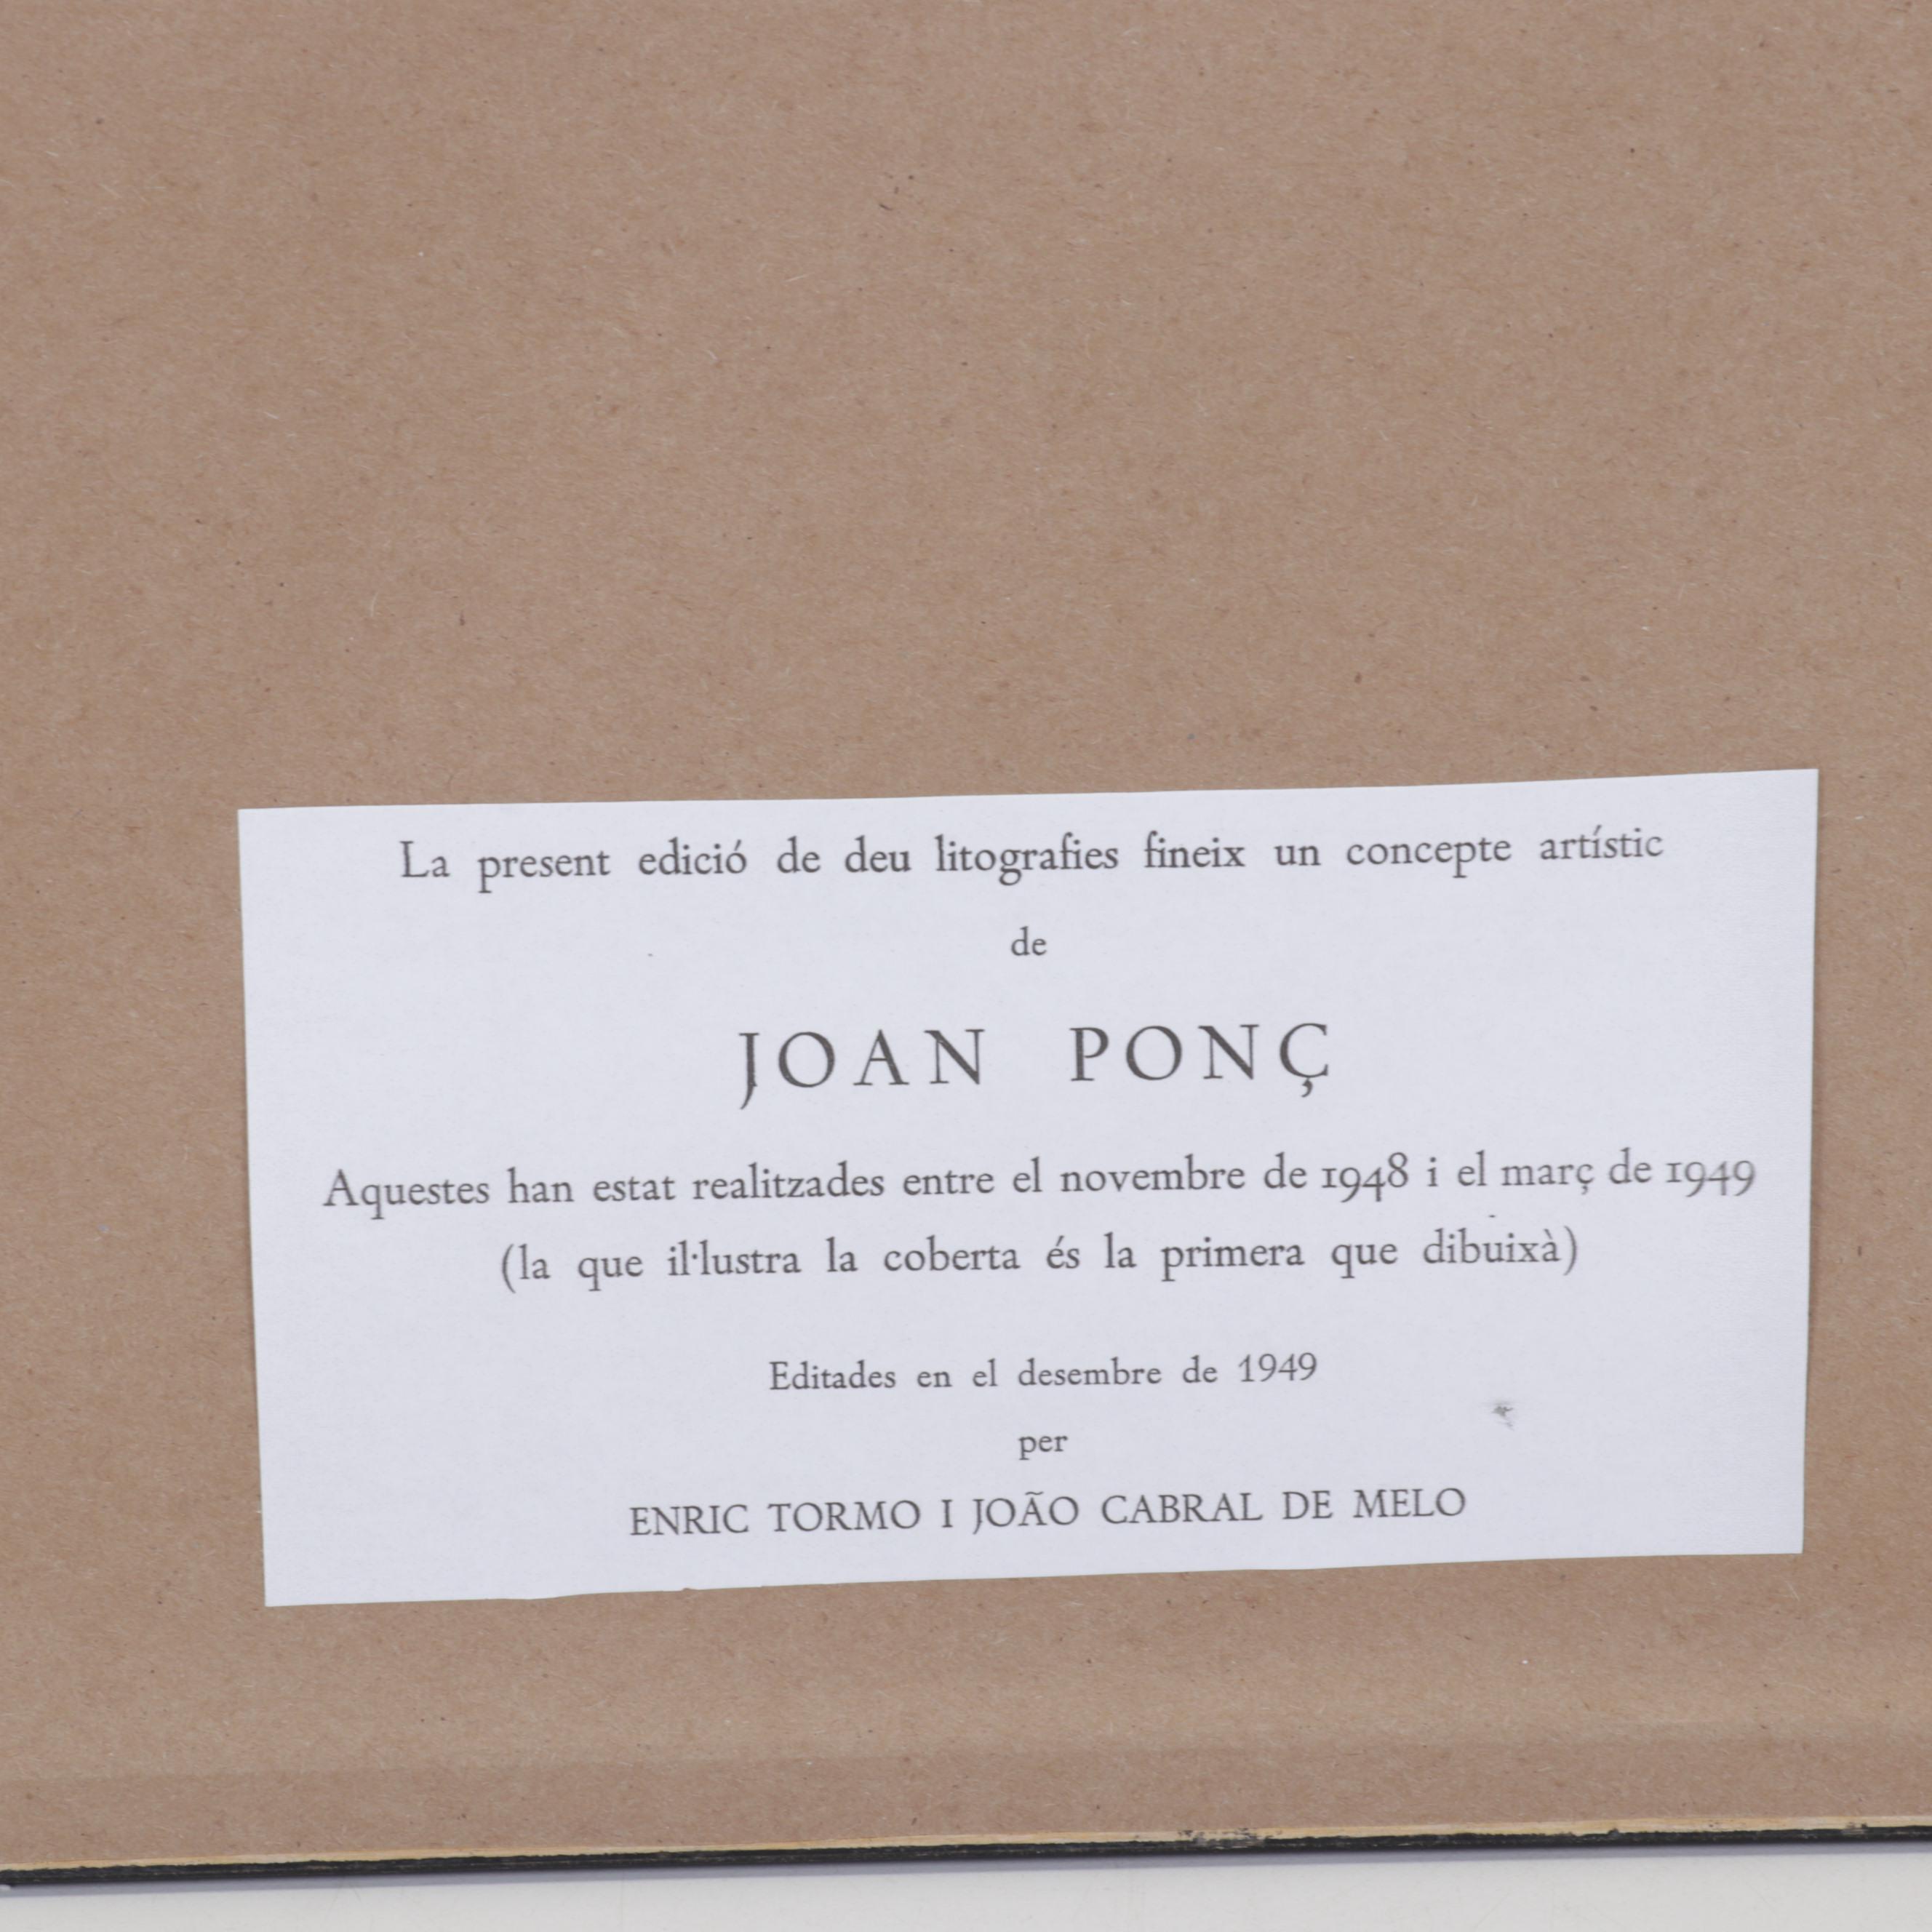 La present edició de deu litografies fineix un concepte artístic
de
JOAN PONÇ
Aquestes han estat realitzades entre el novembre de 1948 i el març de 1949
(la que il·lustra la coberta és la primera que dibuixà)
Editades en el desembre de 1949
per
ENRIC TORMO I JOÃO CABRAL DE MELO